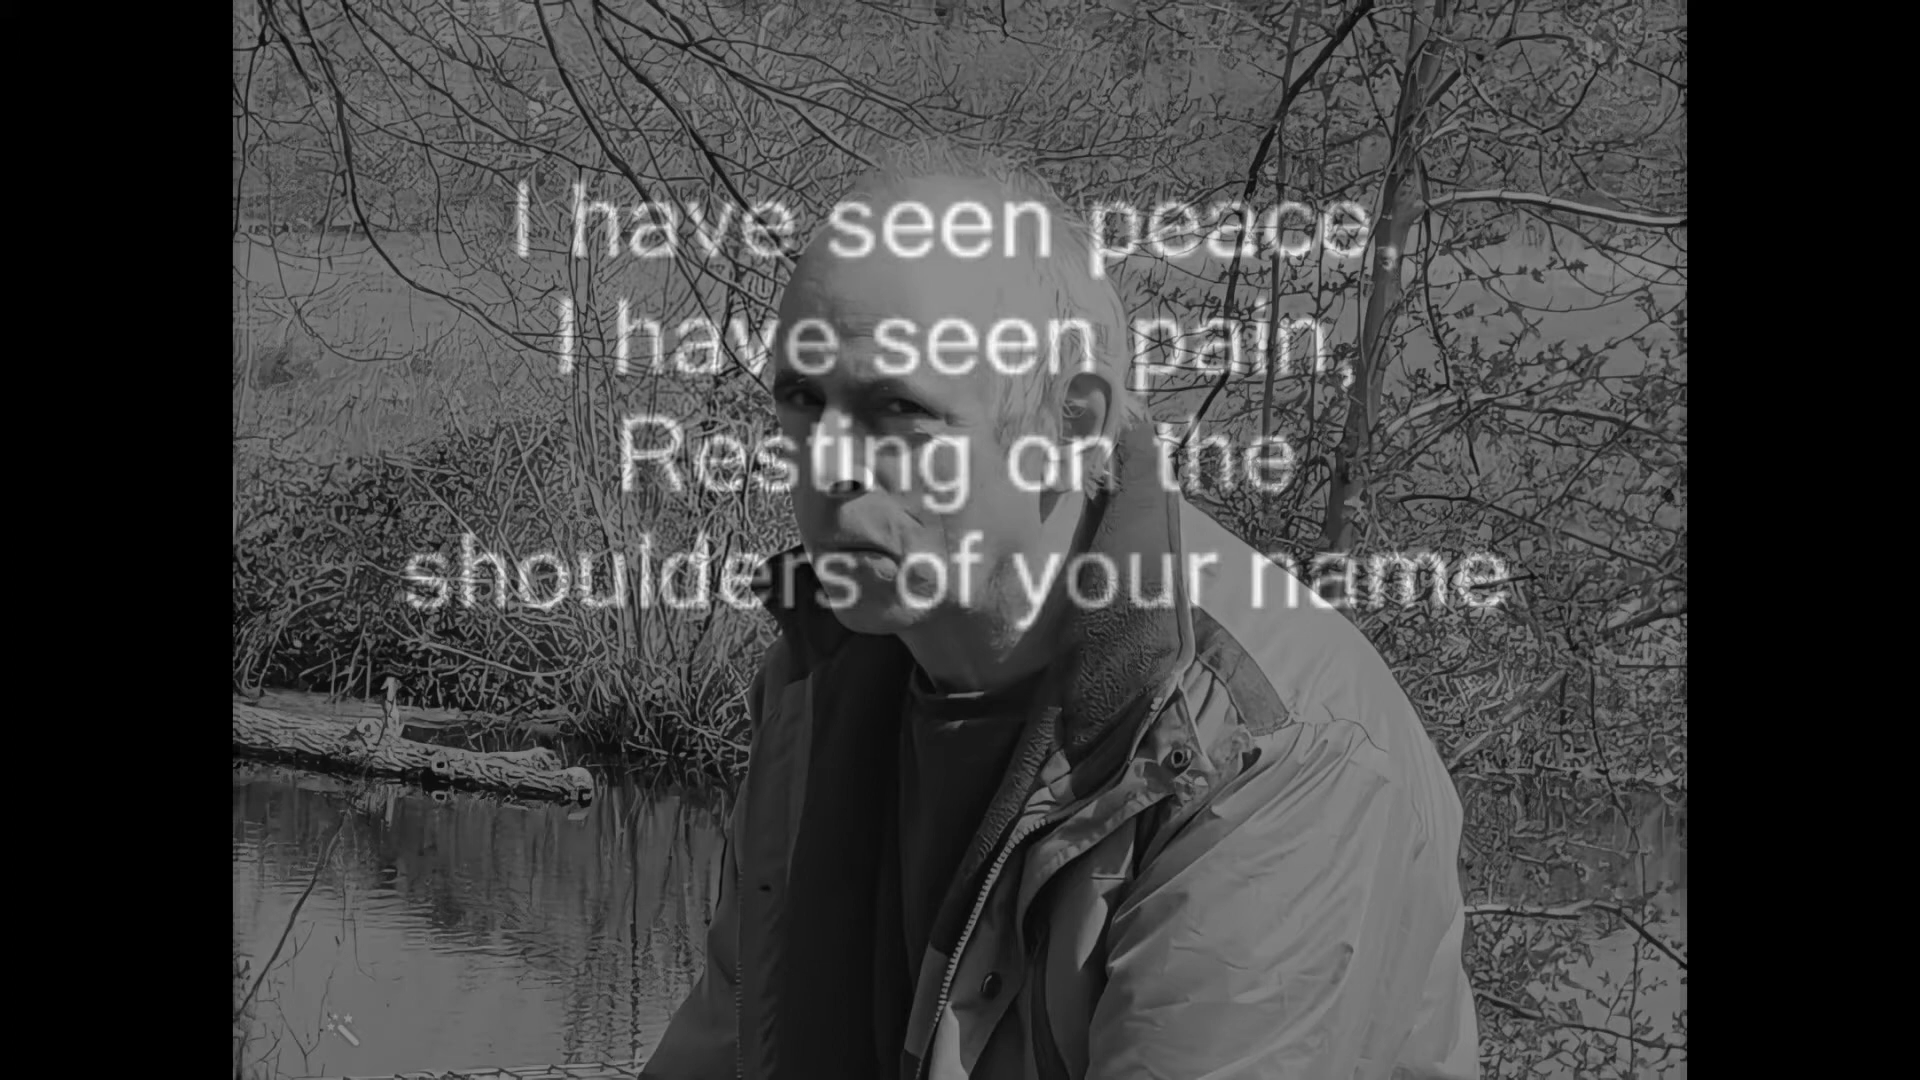 I have seen peace,
I have seen pain,
Resting on the
shoulders of your name